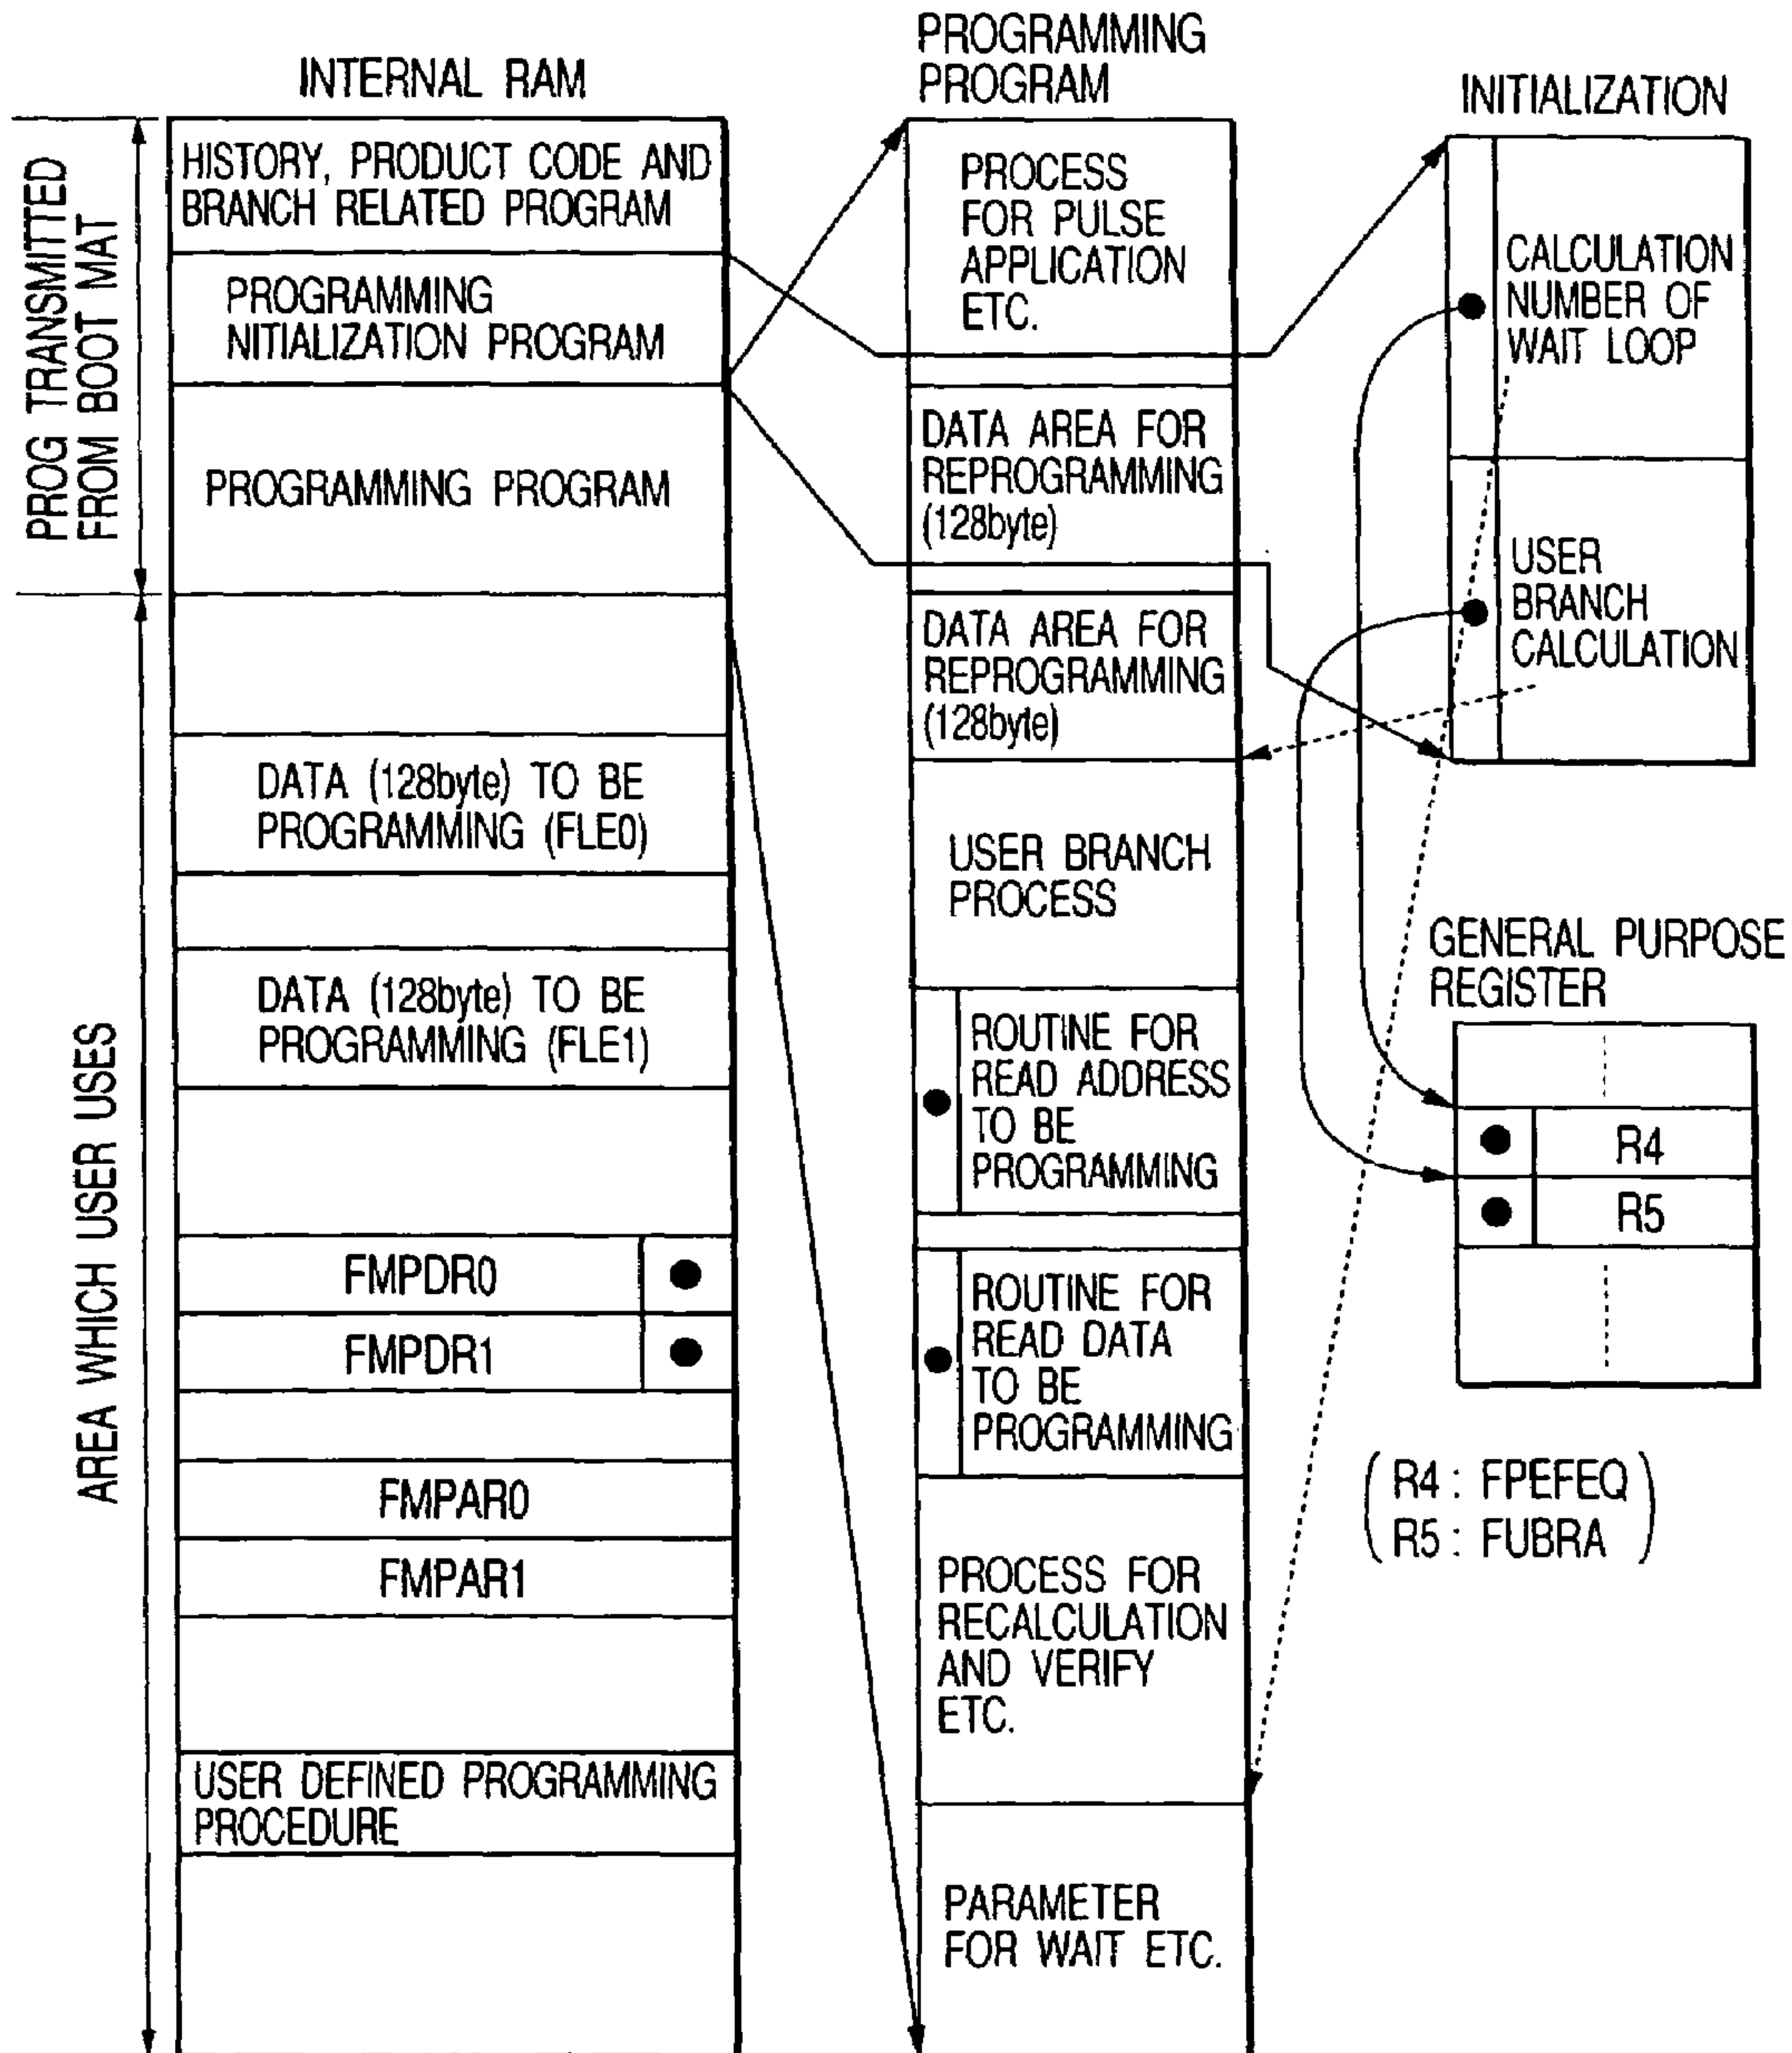 INTERNAL RAM
PROG TRANSMITTED
FROM BOOT MAT
HISTORY, PRODUCT CODE AND
BRANCH RELATED PROGRAM
PROGRAMMING
NITIALIZATION PROGRAM
PROGRAMMING PROGRAM
AREA WHICH USER USES
DATA (128byte) TO BE
PROGRAMMING (FLE0)
DATA (128byte) TO BE
PROGRAMMING (FLE1)
FMPDR0
FMPDR1
FMPAR0
FMPAR1
USER DEFINED PROGRAMMING
PROCEDURE
PROGRAMMING
PROGRAM
PROCESS
FOR PULSE
APPLICATION
ETC.
DATA AREA FOR
REPROGRAMMING
(128byte)
DATA AREA FOR
REPROGRAMMING
(128byte)
USER BRANCH
PROCESS
ROUTINE FOR
READ ADDRESS
TO BE
PROGRAMMING
ROUTINE FOR
READ DATA
TO BE
PROGRAMMING
PROCESS FOR
RECALCULATION
AND VERIFY
ETC.
PARAMETER
FOR WAIT ETC.
INITIALIZATION
CALCULATION
NUMBER OF
WAIT LOOP
USER
BRANCH
CALCULATION
GENERAL PURPOSE
REGISTER
R4
R5
(R4 : FPEFEQ
R5 : FUBRA)